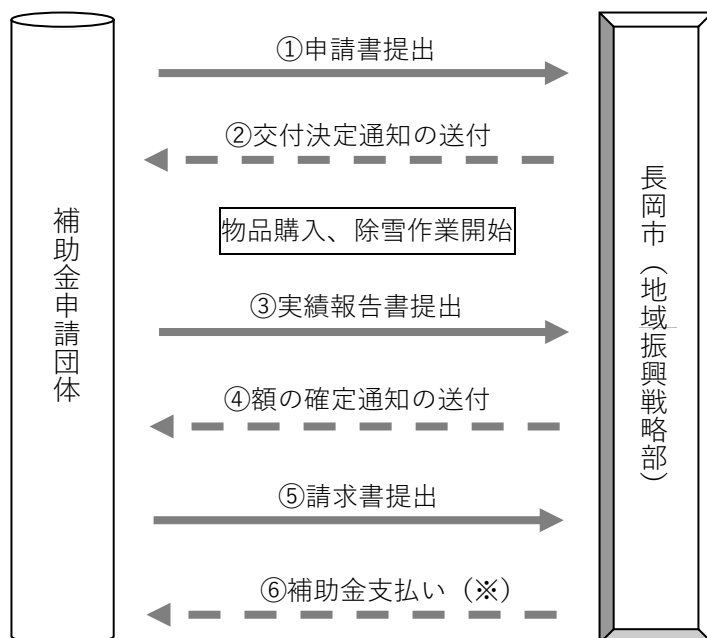 ①申請書提出
②交付決定通知の送付
物品購入、除雪作業開始
③実績報告書提出
④額の確定通知の送付
⑤請求書提出
⑥補助金支払い（※）
補助金申請団体
長岡市（地域振興戦略部）